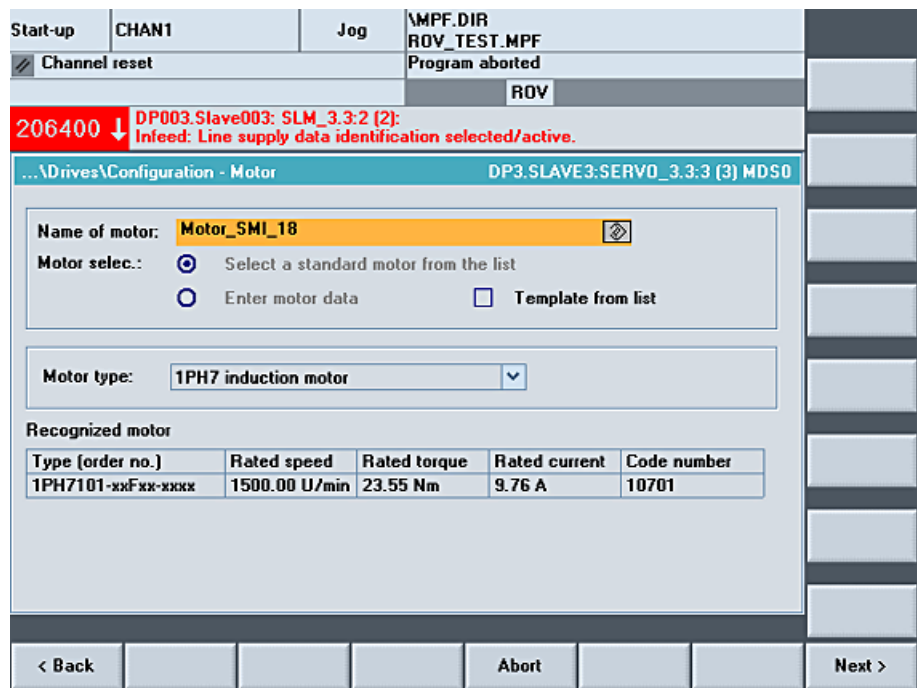 Start-up CHAN1 Jog \MPF.DIR
ROV_TEST.MPF
Channel reset Program aborted
ROV
206400 DP003.Slave003: SLM_3.3:2 (2):
Infeed: Line supply data identification selected/active.
...\Drives\Configuration - Motor DP3.SLAVE3:SERVO_3.3:3 (3) MDS0
Name of motor: Motor_SMI_18
Motor selec.: Select a standard motor from the list
Enter motor data Template from list
Motor type: 1PH7 induction motor
Recognized motor
Type (order no.) Rated speed Rated torque Rated current Code number
1PH7101-xxFxx-xxxx 1500.00 U/min 23.55 Nm 9.76 A 10701
< Back Abort Next >